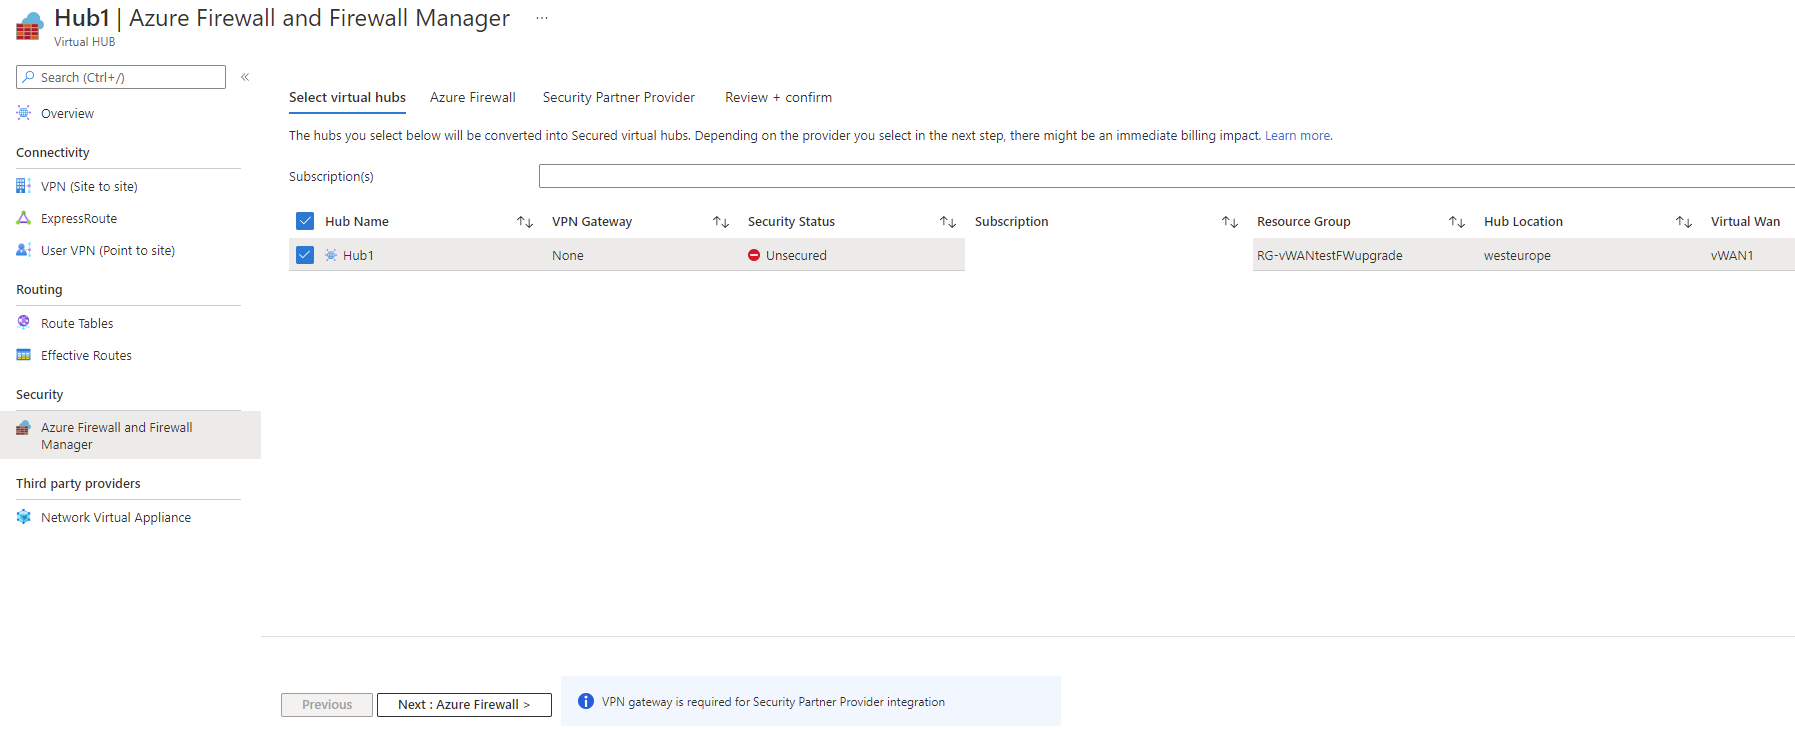 Hub1 | Azure Firewall and Firewall Manager ...
Virtual HUB
Search (Ctrl+/)
«
Overview
Connectivity
VPN (Site to site)
ExpressRoute
User VPN (Point to site)
Routing
Route Tables
Effective Routes
Security
Azure Firewall and Firewall
Manager
Third party providers
Network Virtual Appliance
Select virtual hubs Azure Firewall Security Partner Provider Review + confirm
The hubs you select below will be converted into Secured virtual hubs. Depending on the provider you select in the next step, there might be an immediate billing impact. Learn more.
Subscription(s)
Hub Name ↑↓ VPN Gateway ↑↓ Security Status ↑↓ Subscription ↑↓ Resource Group ↑↓ Hub Location ↑↓ Virtual Wan
Hub1 None Unsecured RG-vWANtestFWupgrade westeurope vWAN1
Previous Next : Azure Firewall > VPN gateway is required for Security Partner Provider integration